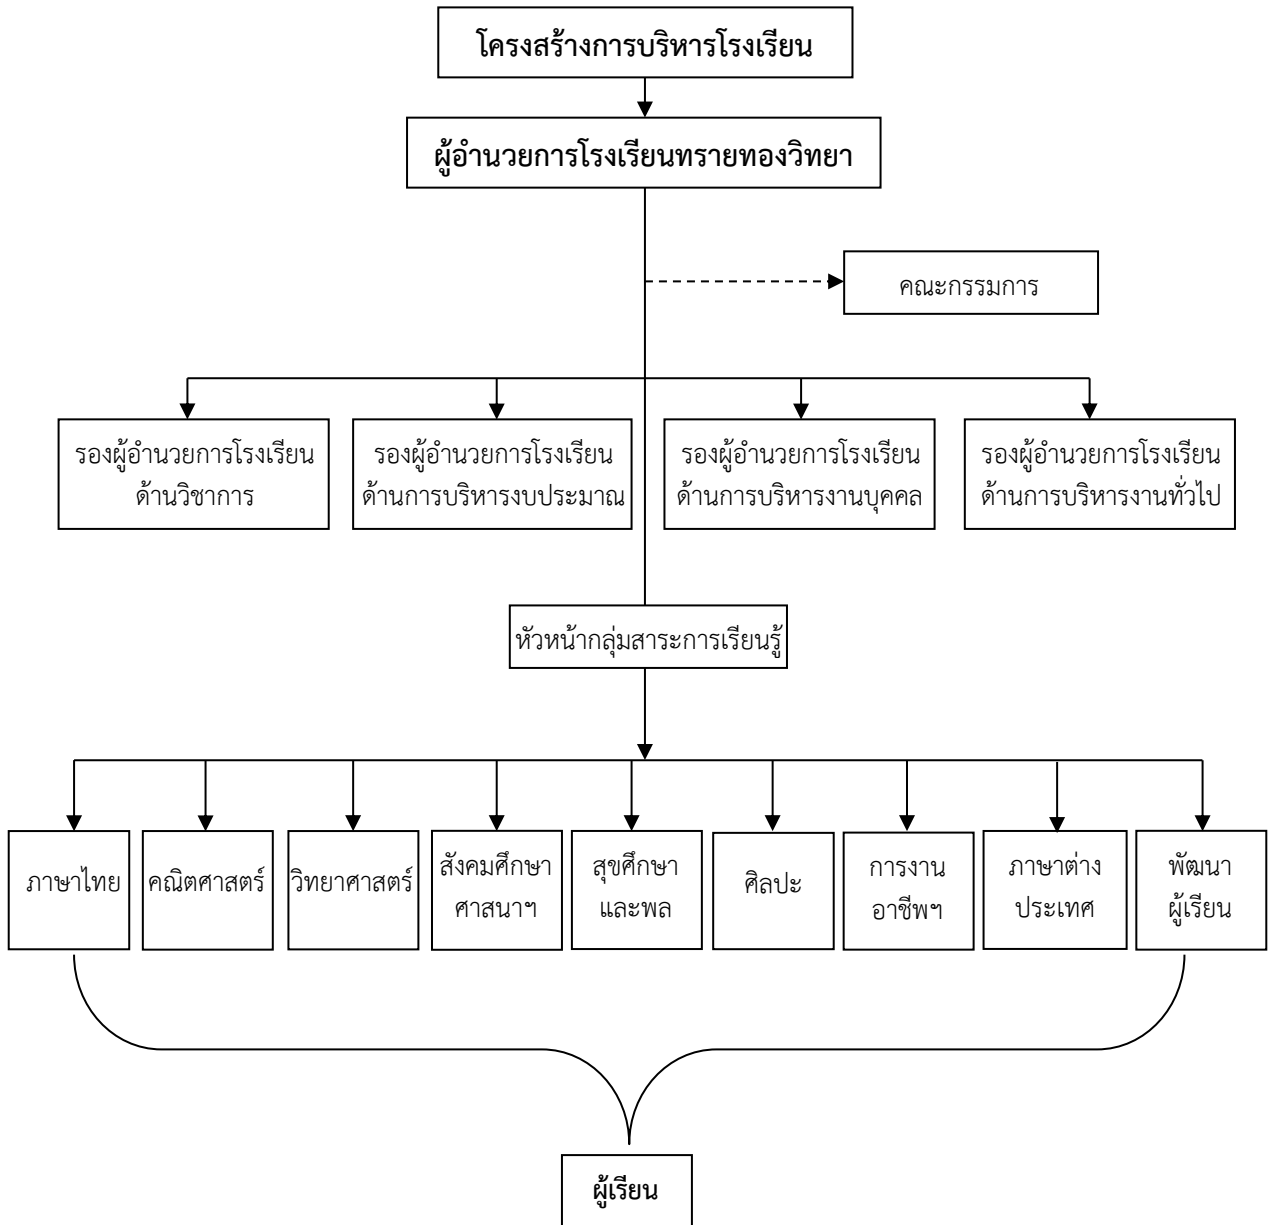 โครงสร้างการบริหารโรงเรียน
ผู้อำนวยการโรงเรียนทรายทองวิทยา
คณะกรรมการ
รองผู้อำนวยการโรงเรียน
ด้านวิชาการ
รองผู้อำนวยการโรงเรียน
ด้านการบริหารงบประมาณ
รองผู้อำนวยการโรงเรียน
ด้านการบริหารงานบุคคล
รองผู้อำนวยการโรงเรียน
ด้านการบริหารงานทั่วไป
หัวหน้ากลุ่มสาระการเรียนรู้
ภาษาไทย
คณิตศาสตร์
วิทยาศาสตร์
สังคมศึกษา
ศาสนาฯ
สุขศึกษา
และพล
ศิลปะ
การงาน
อาชีพฯ
ภาษาต่าง
ประเทศ
พัฒนา
ผู้เรียน
ผู้เรียน